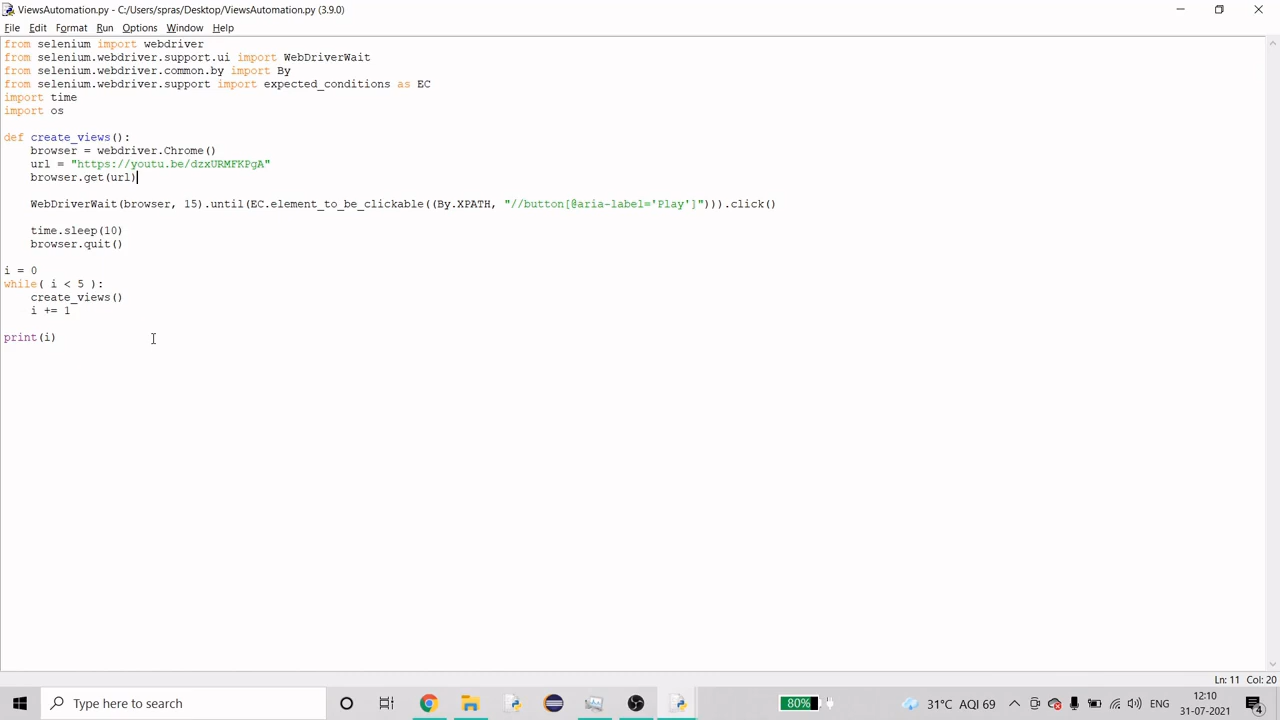 ViewsAutomation.py - C:/Users/spras/Desktop/ViewsAutomation.py (3.9.0)
File Edit Format Run Options Window Help
from selenium import webdriver
from selenium.webdriver.support.ui import WebDriverWait
from selenium.webdriver.common.by import By
from selenium.webdriver.support import expected_conditions as EC
import time
import os
def create_views():
browser = webdriver.Chrome()
url = "https://youtu.be/dzxURMFKPgA"
browser.get(url)
WebDriverWait(browser, 15).until(EC.element_to_be_clickable((By.XPATH, "//button[@aria-label='Play']"))).click()
time.sleep(10)
browser.quit()
i = 0
while( i < 5 ):
create_views()
i += 1
print(i)
Ln: 11 Col: 20
Type here to search
80%
31°C AQI 69
ENG
12:10
31-07-2021
4